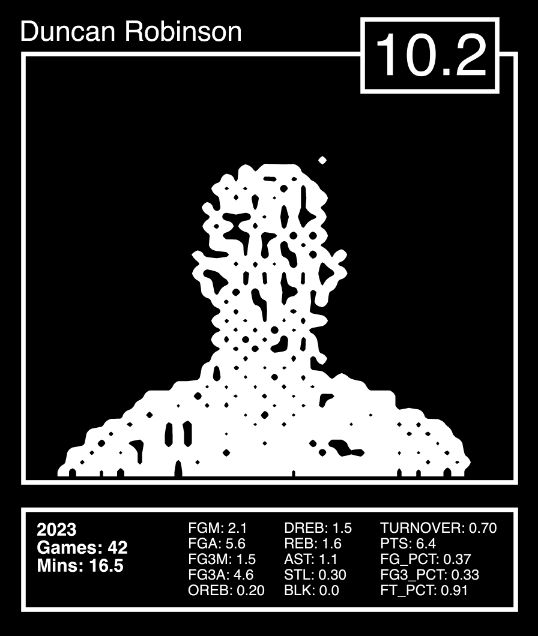 Duncan Robinson
10.2
2023
Games: 42
Mins: 16.5
FGM: 2.1
FGA: 5.6
FG3M: 1.5
FG3A: 4.6
OREB: 0.20
DREB: 1.5
REB: 1.6
AST: 1.1
STL: 0.30
BLK: 0.0
TURNOVER: 0.70
PTS: 6.4
FG_PCT: 0.37
FG3_PCT: 0.33
FT_PCT: 0.91